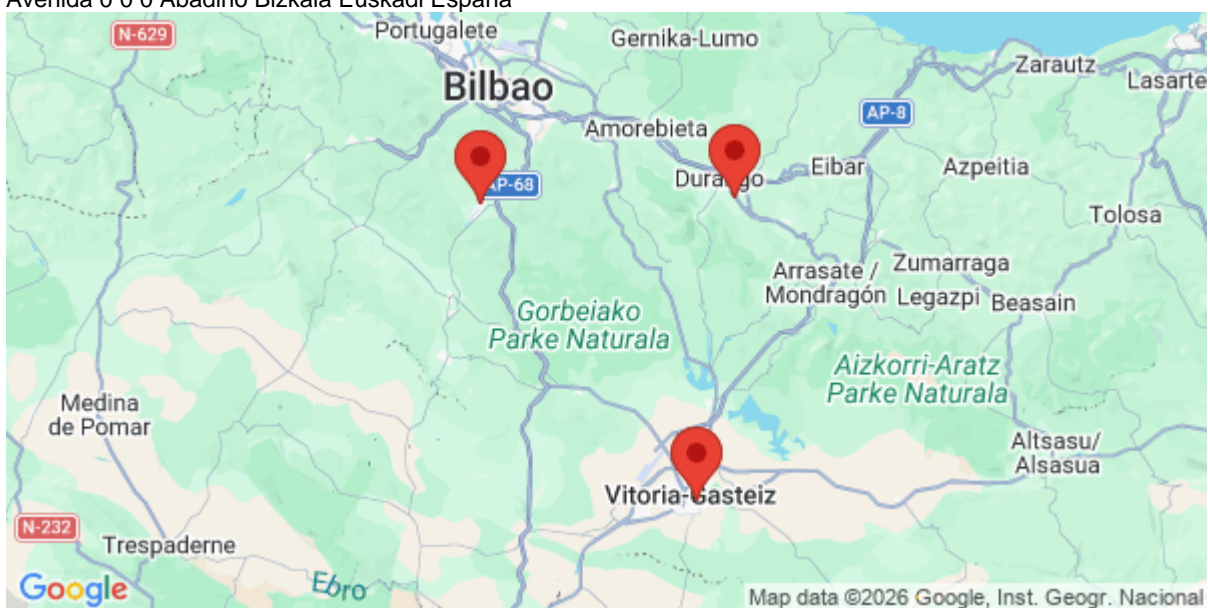 Avenida 0 0 0 Abadiño Bizkaia Euskadi España
N-629
Portugalete
Gernika-Lumo
Zarautz
Lasarte
Bilbao
AP-8
Amorebieta
Eibar
Azpeitia
Durango
AP-68
Tolosa
Zumarraga
Arrasate /
Mondragón
Legazpi
Beasain
Gorbeiako
Parke Naturala
Aizkorri-Aratz
Parke Naturala
Medina
de Pomar
Altsasu/
Alsasua
Vitoria-Gasteiz
N-232
Trespaderne
Ebro
Google
Map data ©2026 Google, Inst. Geogr. Nacional